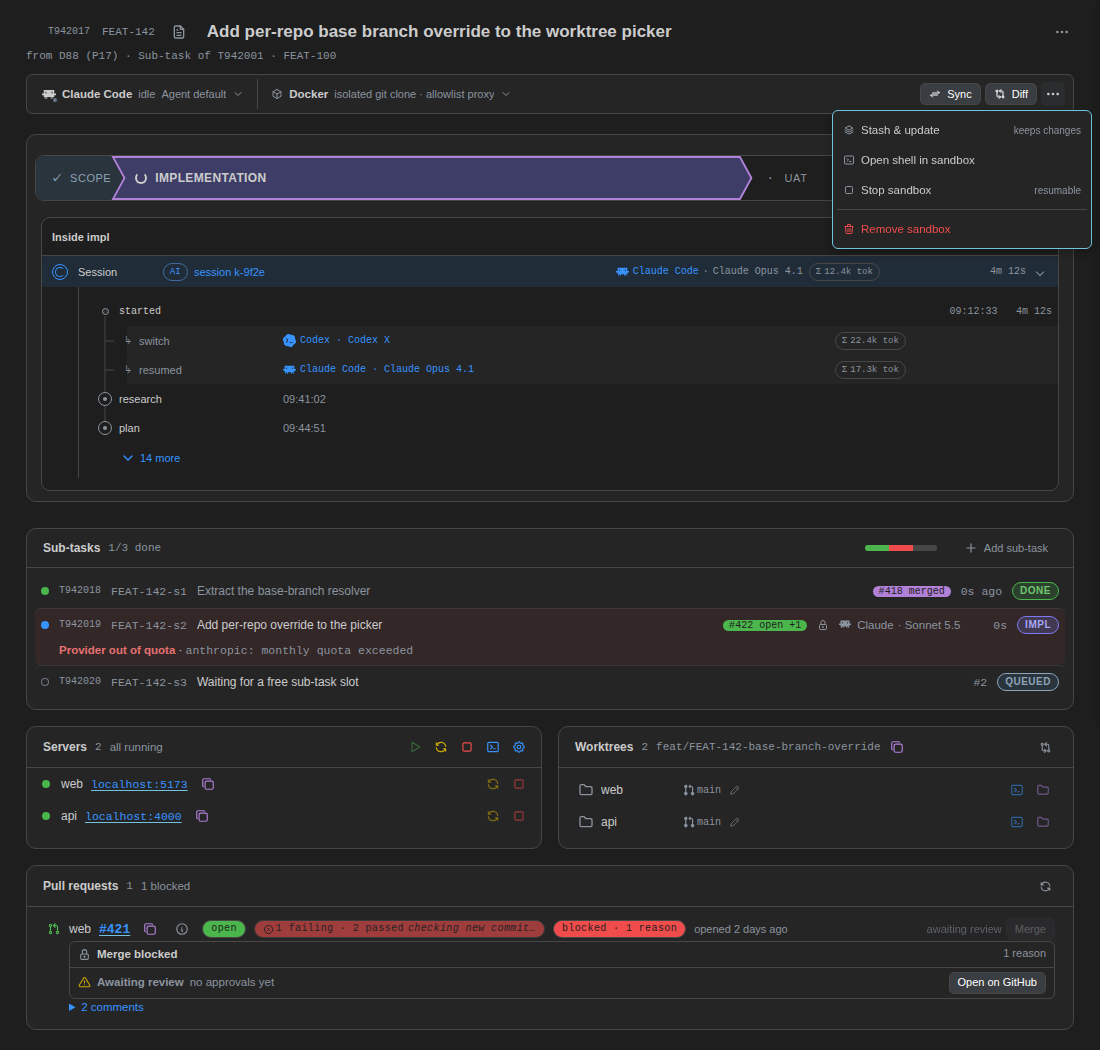 T942017 FEAT-142 Add per-repo base branch override to the worktree picker
from D88 (P17) · Sub-task of T942001 · FEAT-100
Claude Code idle Agent default
Docker isolated git clone · allowlist proxy
Sync
Diff
Stash & update keeps changes
Open shell in sandbox
Stop sandbox resumable
Remove sandbox
SCOPE
IMPLEMENTATION
· UAT
Inside impl
Session AI session k-9f2e Claude Code · Claude Opus 4.1 Σ 12.4k tok 4m 12s
started 09:12:33 4m 12s
↳ switch Codex · Codex X Σ 22.4k tok
↳ resumed Claude Code · Claude Opus 4.1 Σ 17.3k tok
research 09:41:02
plan 09:44:51
14 more
Sub-tasks 1/3 done Add sub-task
T942018 FEAT-142-s1 Extract the base-branch resolver #418 merged 0s ago DONE
T942019 FEAT-142-s2 Add per-repo override to the picker #422 open +1 Claude · Sonnet 5.5 0s IMPL
Provider out of quota · anthropic: monthly quota exceeded
T942020 FEAT-142-s3 Waiting for a free sub-task slot #2 QUEUED
Servers 2 all running
web localhost:5173
api localhost:4000
Worktrees 2 feat/FEAT-142-base-branch-override
web main
api main
Pull requests 1 1 blocked
web #421 open 1 failing · 2 passed checking new commit… blocked · 1 reason opened 2 days ago awaiting review Merge
Merge blocked 1 reason
Awaiting review no approvals yet Open on GitHub
2 comments